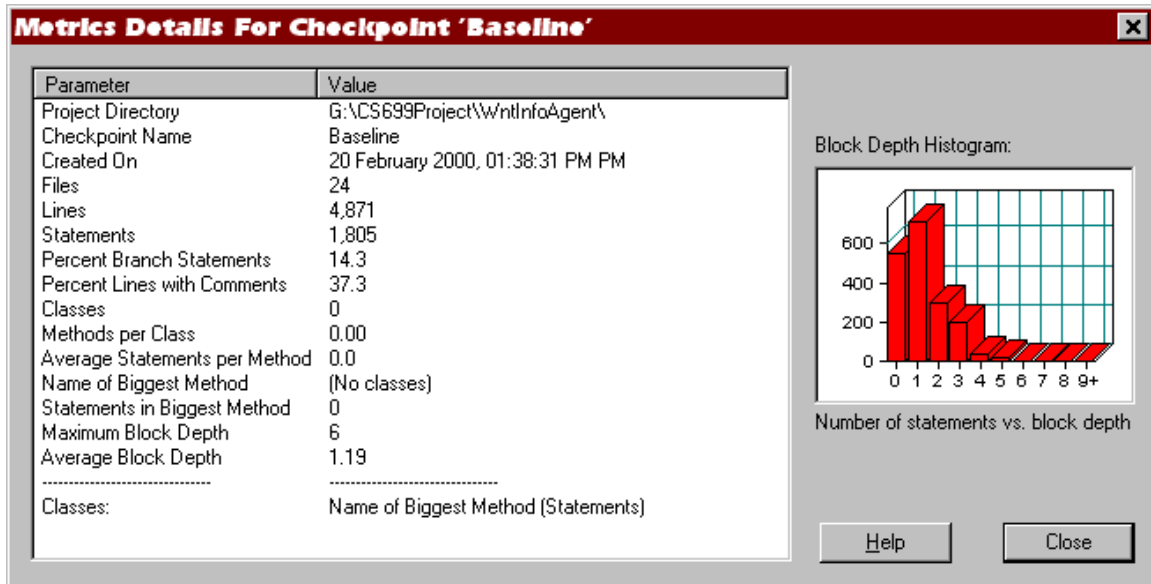 Metrics Details For Checkpoint 'Baseline'
Parameter Value
Project Directory G:\CS699Project\WntInfoAgent\
Checkpoint Name Baseline
Created On 20 February 2000, 01:38:31 PM PM
Files 24
Lines 4,871
Statements 1,805
Percent Branch Statements 14.3
Percent Lines with Comments 37.3
Classes 0
Methods per Class 0.00
Average Statements per Method 0.0
Name of Biggest Method (No classes)
Statements in Biggest Method 0
Maximum Block Depth 6
Average Block Depth 1.19
-------------------------------- --------------------------------
Classes: Name of Biggest Method (Statements)
Block Depth Histogram:
600
400
200
0
0 1 2 3 4 5 6 7 8 9+
Number of statements vs. block depth
Help Close